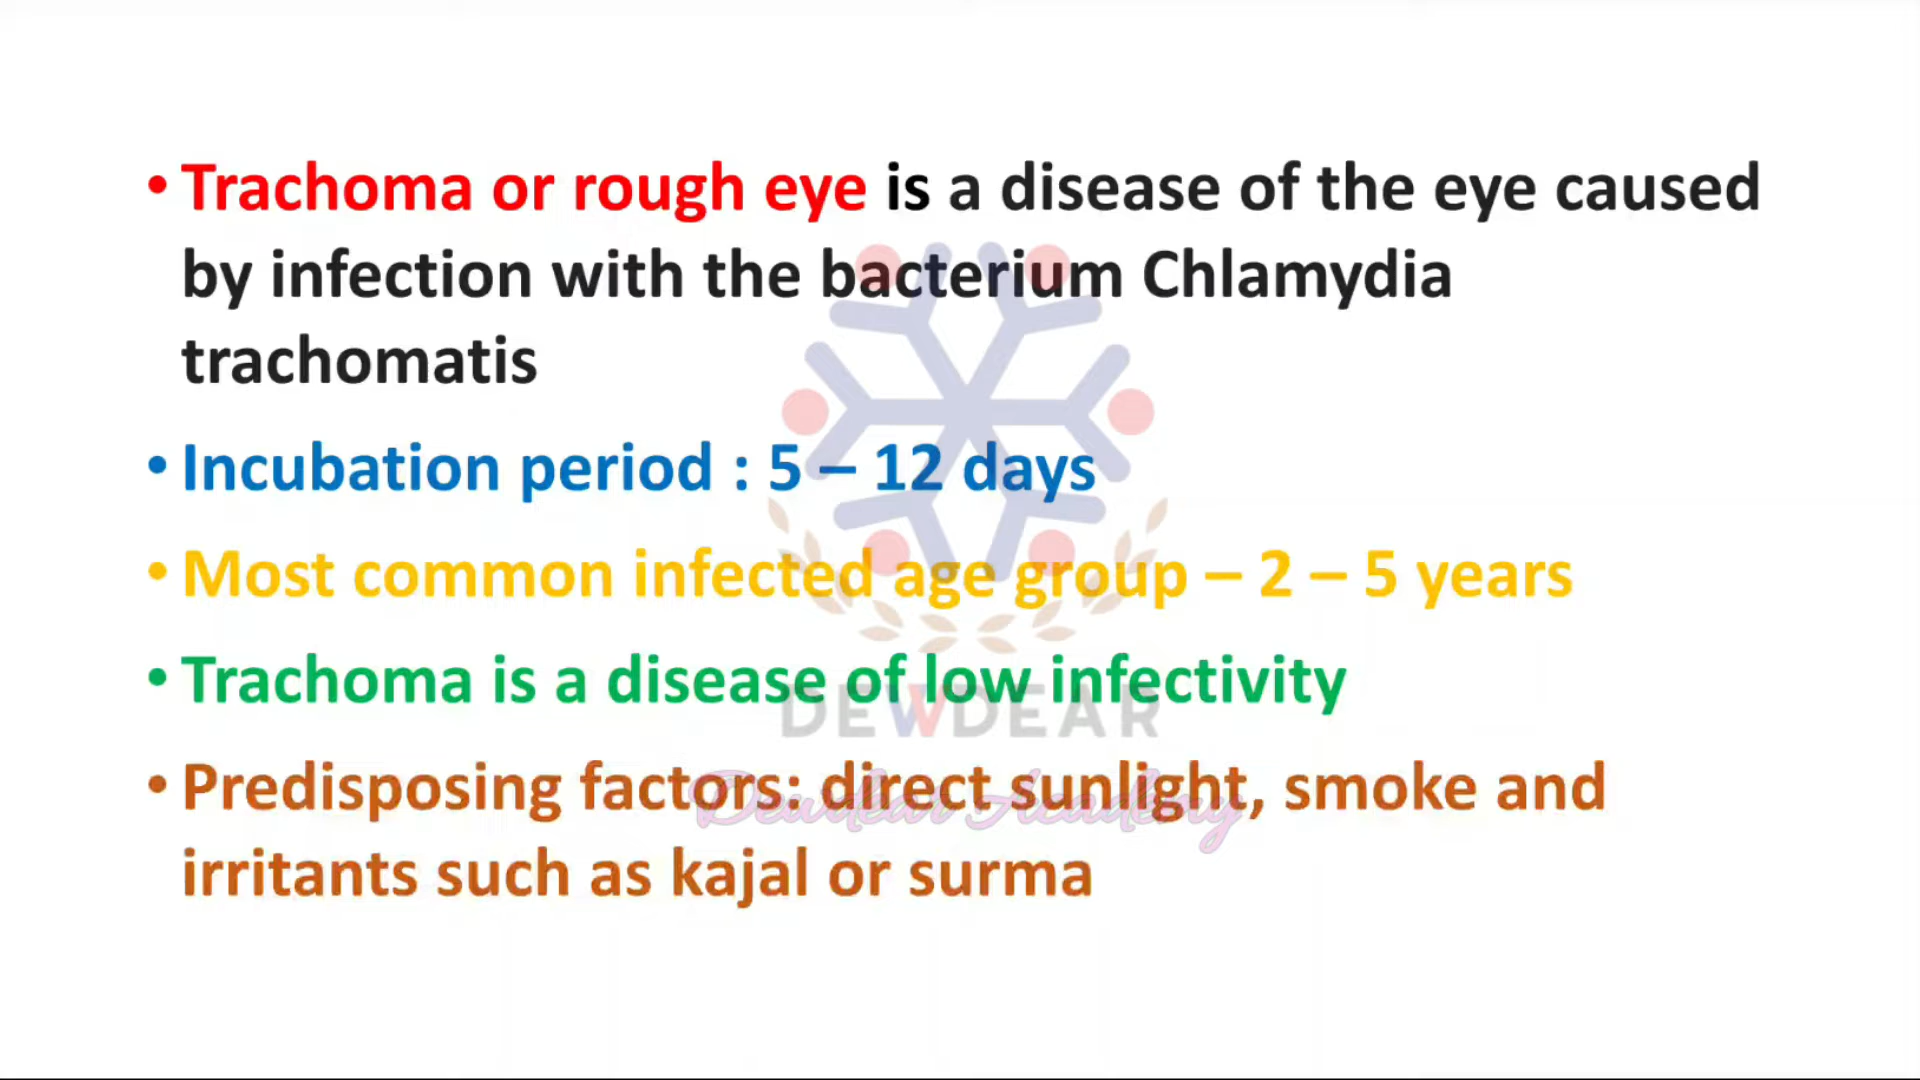 • Trachoma or rough eye is a disease of the eye caused
by infection with the bacterium Chlamydia
trachomatis
• Incubation period : 5 – 12 days
• Most common infected age group – 2 – 5 years
• Trachoma is a disease of low infectivity
DEWDEAR
• Predisposing factors: direct sunlight, smoke and
Dewdear Academy
irritants such as kajal or surma